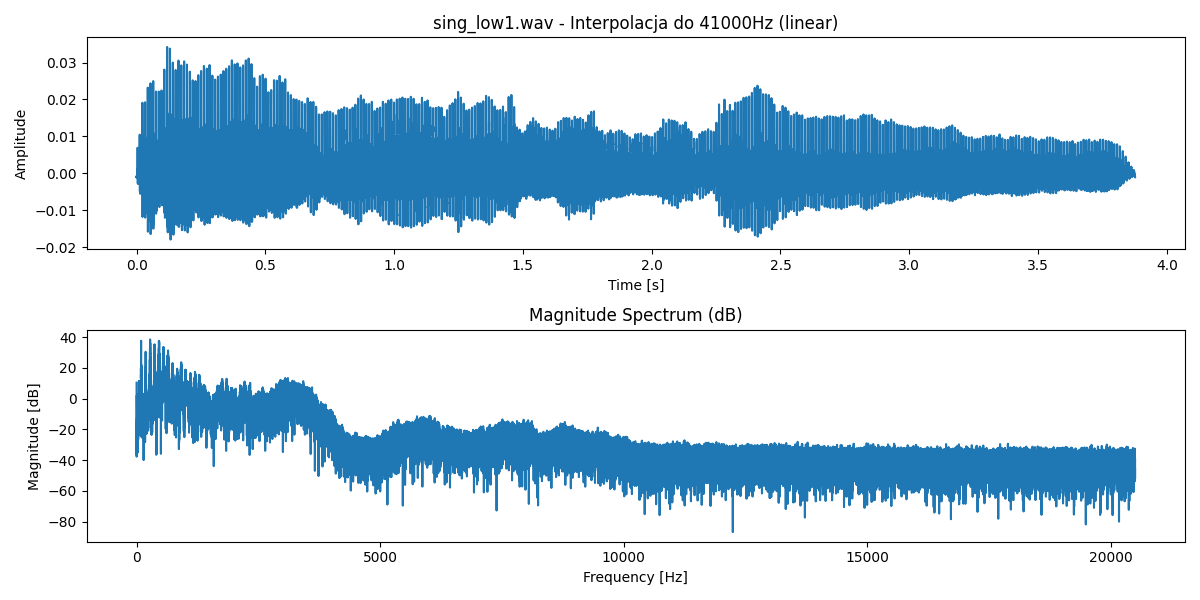 sing_low1.wav - Interpolacja do 41000Hz (linear)
0.03
0.02
0.01
0.00
−0.01
−0.02
Amplitude
0.0 0.5 1.0 1.5 2.0 2.5 3.0 3.5 4.0
Time [s]
Magnitude Spectrum (dB)
40
20
0
−20
−40
−60
−80
Magnitude [dB]
0 5000 10000 15000 20000
Frequency [Hz]